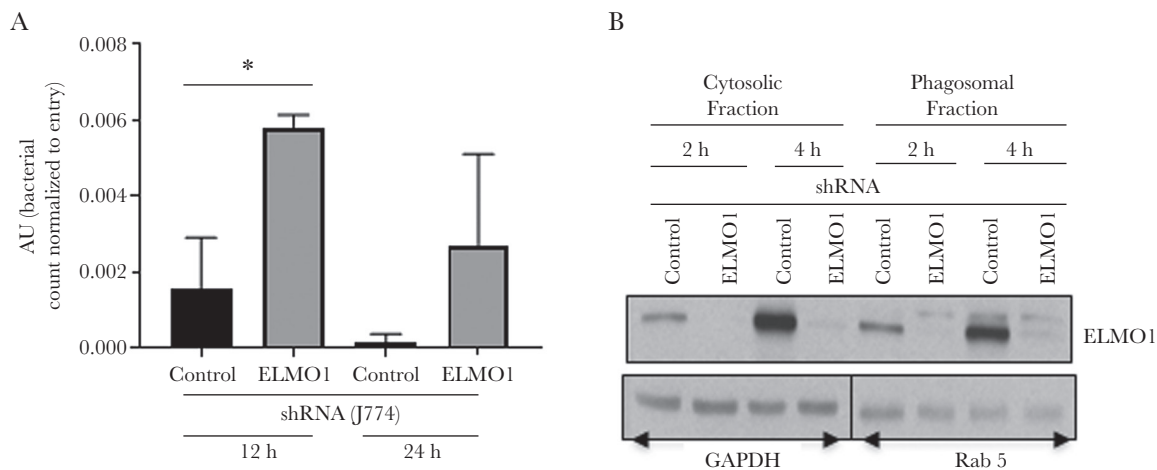 A
AU (bacterial
count normalized to entry)
0.008
0.006
0.004
0.002
0.000
*
Control ELMO1 Control ELMO1
shRNA (J774)
12 h 24 h
B
Cytosolic Phagosomal
Fraction Fraction
2 h 4 h 2 h 4 h
shRNA
Control ELMO1 Control ELMO1 Control ELMO1 Control ELMO1
ELMO1
GAPDH Rab 5